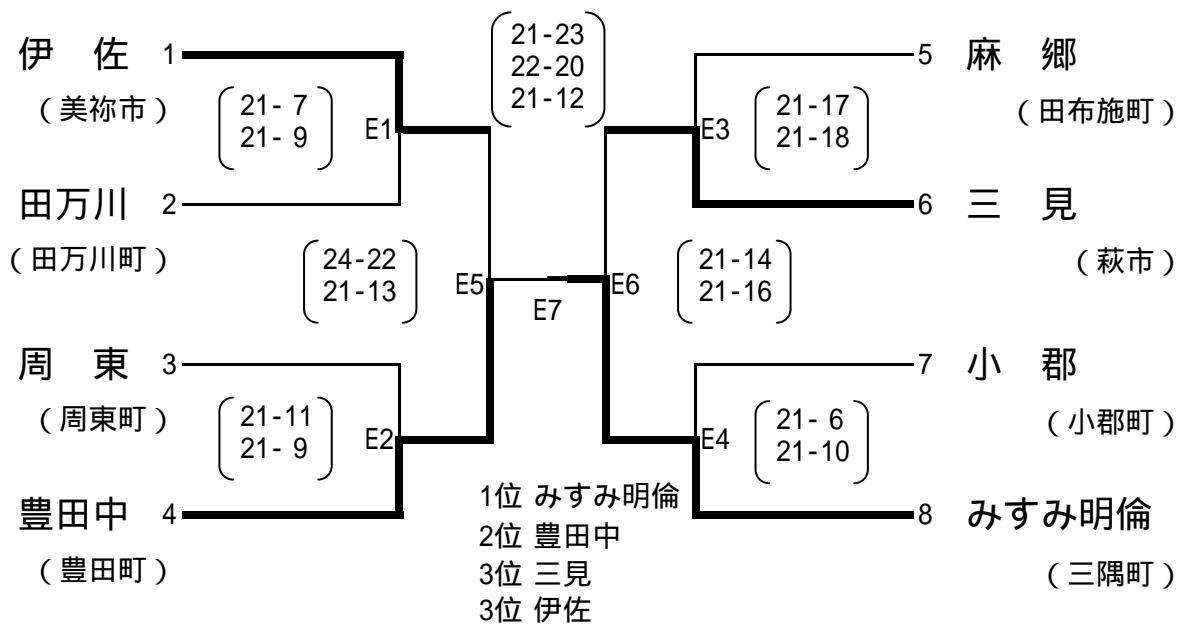 21-23
22-20
21-12
伊　佐 1
（美祢市）
21- 7
21- 9
E1
田万川 2
（田万川町）
24-22
21-13
E5
周　東 3
（周東町）
21-11
21- 9
E2
豊田中 4
（豊田町）
E7
5 麻　郷
（田布施町）
E3
21-17
21-18
6 三　見
（萩市）
E6
21-14
21-16
7 小　郡
（小郡町）
E4
21- 6
21-10
8 みすみ明倫
（三隅町）
1位 みすみ明倫
2位 豊田中
3位 三見
3位 伊佐